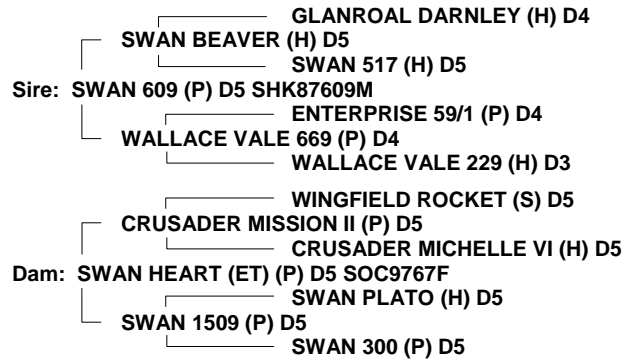 GLANROAL DARNLEY (H) D4
SWAN BEAVER (H) D5
SWAN 517 (H) D5
Sire: SWAN 609 (P) D5 SHK87609M
ENTERPRISE 59/1 (P) D4
WALLACE VALE 669 (P) D4
WALLACE VALE 229 (H) D3
WINGFIELD ROCKET (S) D5
CRUSADER MISSION II (P) D5
CRUSADER MICHELLE VI (H) D5
Dam: SWAN HEART (ET) (P) D5 SOC9767F
SWAN PLATO (H) D5
SWAN 1509 (P) D5
SWAN 300 (P) D5